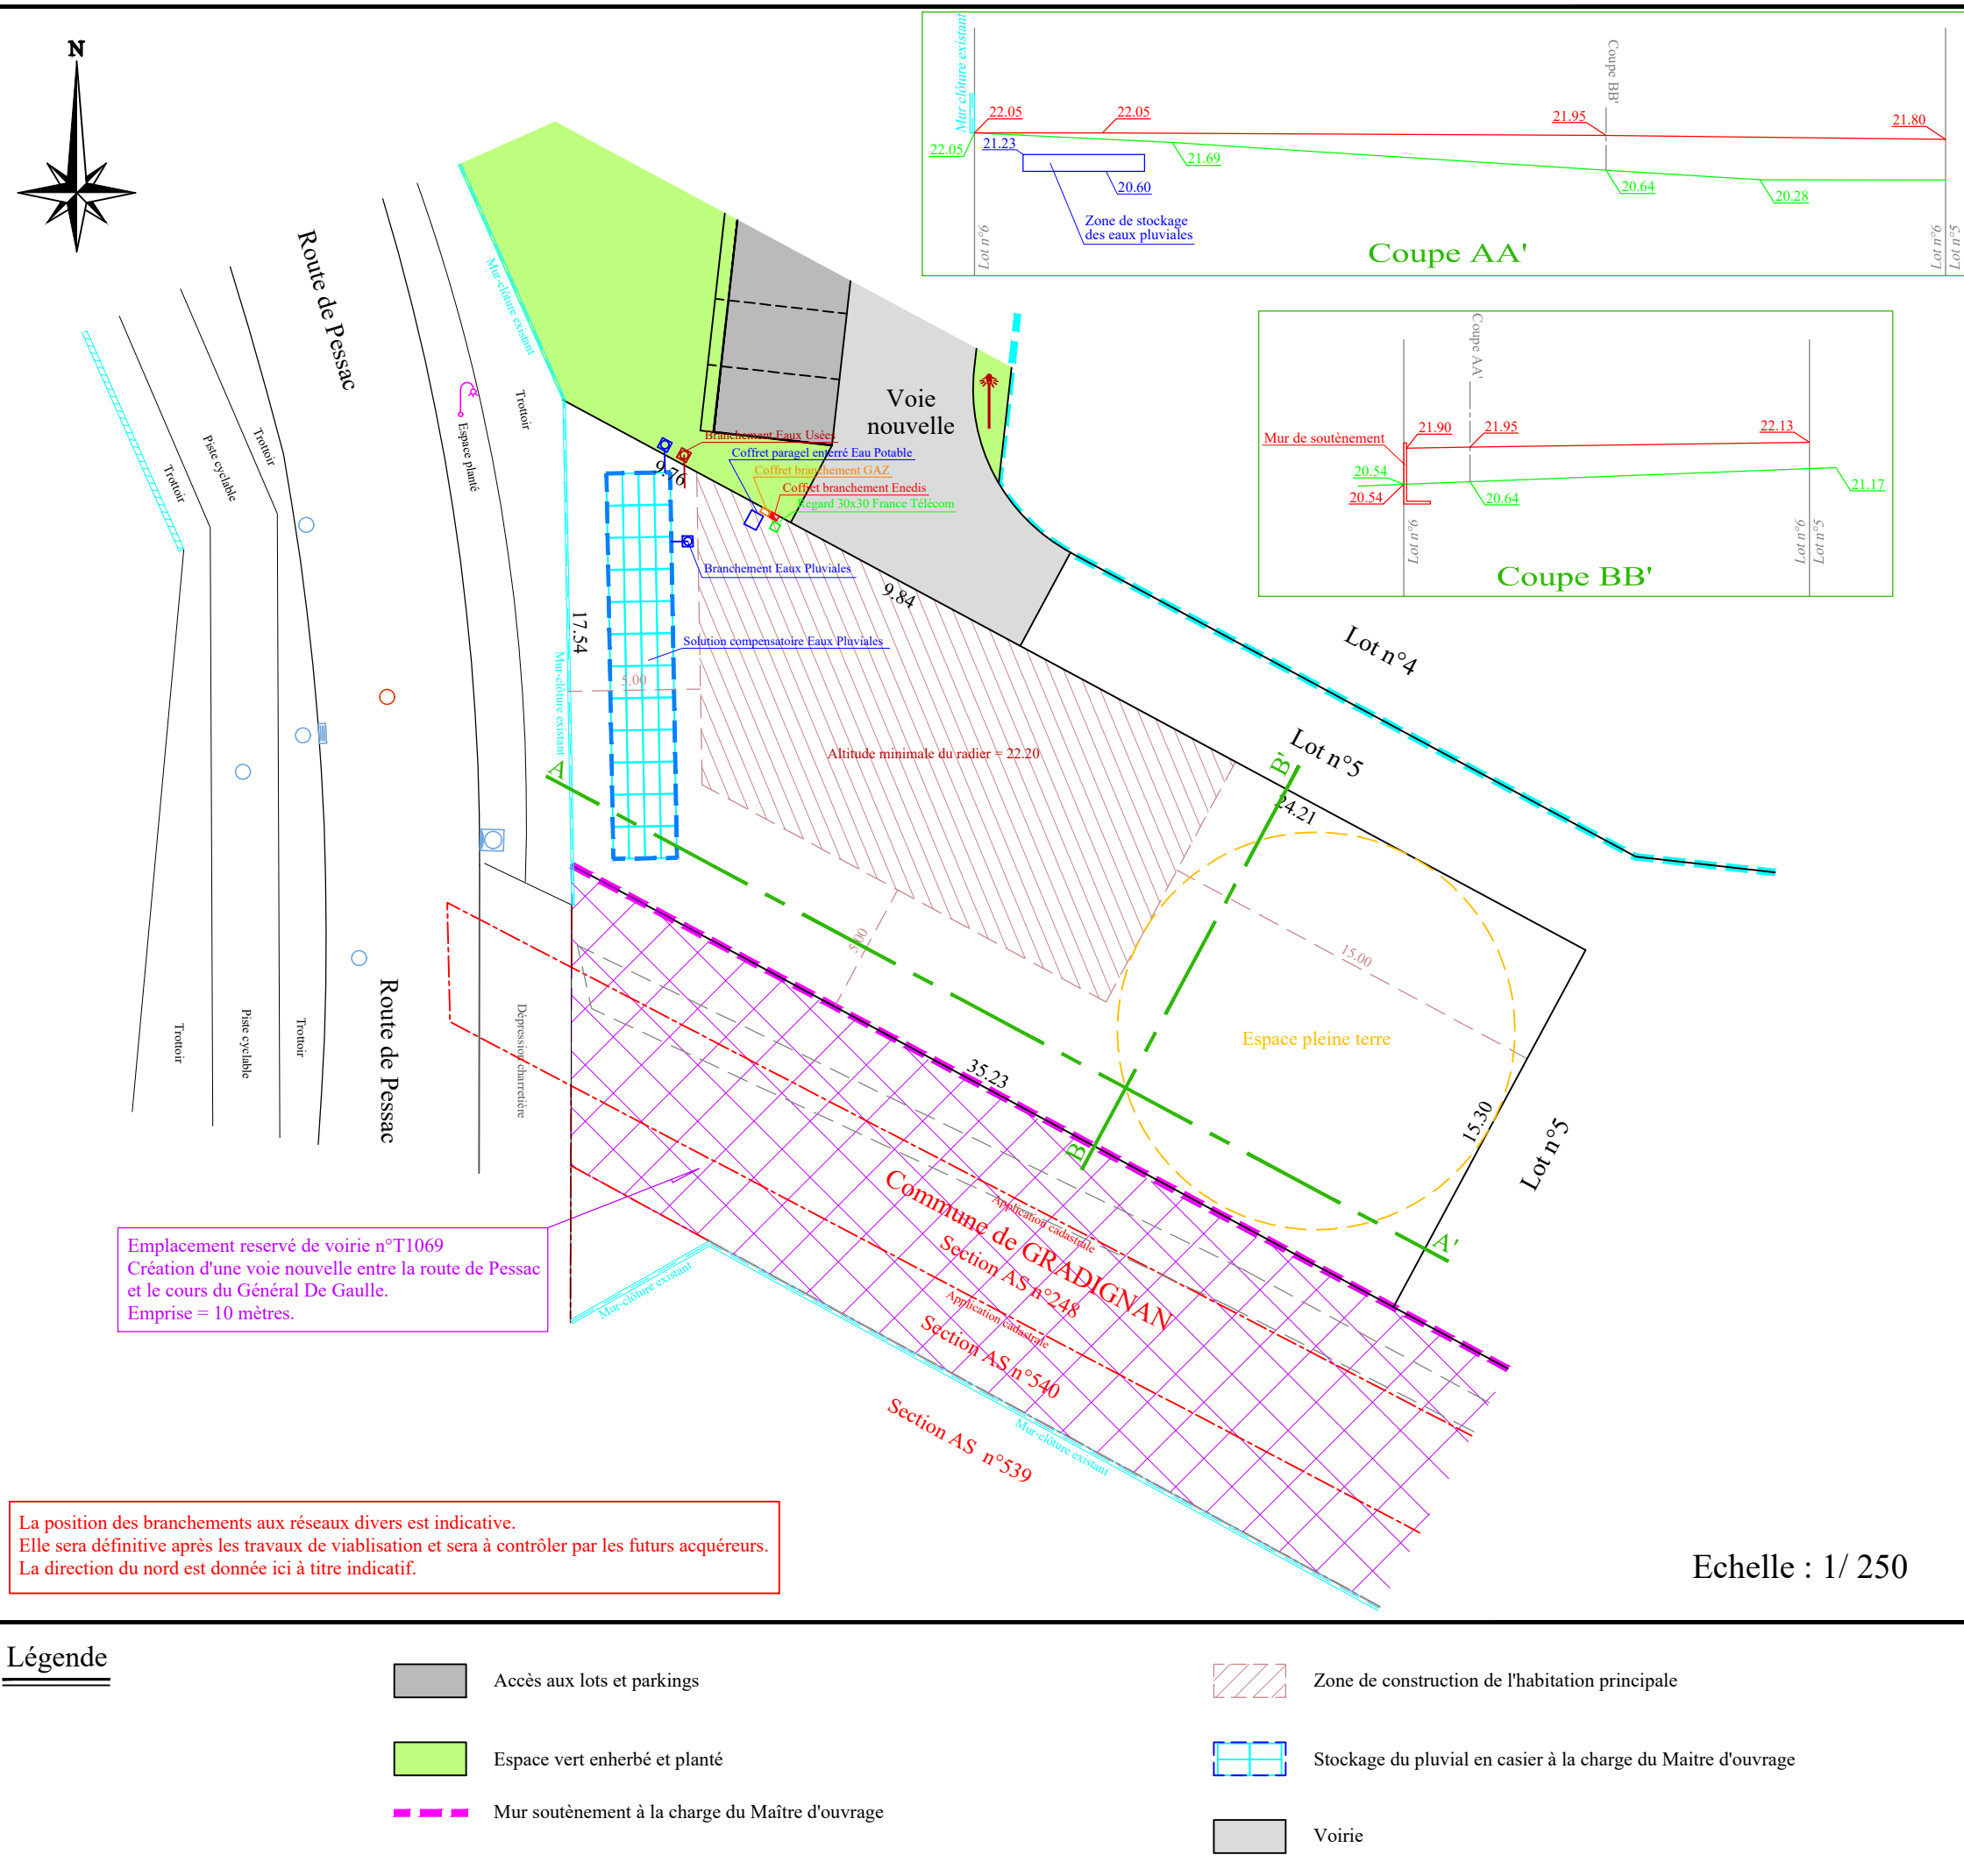 N
Route de Pessac
Mur-clôture existant
Trottoir
Piste cyclable
Trottoir
Espace planté
Trottoir
Voie
nouvelle
Branchement Eaux Usées
Coffret paragel enterré Eau Potable
Coffret branchement GAZ
Coffret branchement Enedis
Regard 30x30 France Télécom
9.76
Branchement Eaux Pluviales
9.84
17.54
Mur-clôture existant
Solution compensatoire Eaux Pluviales
5.00
Altitude minimale du radier = 22.20
Lot n°4
Lot n°5
A
B'
24.21
5.00
15.00
Espace pleine terre
35.23
15.30
Lot n°5
B
A'
Route de Pessac
Trottoir
Piste cyclable
Trottoir
Dépression charretière
Commune de GRADIGNAN
Application cadastrale
Section AS n°248
Application cadastrale
Section AS n°540
Section AS n°539
Mur-clôture existant
Mur-clôture existant
Emplacement reservé de voirie n°T1069
Création d'une voie nouvelle entre la route de Pessac
et le cours du Général De Gaulle.
Emprise = 10 mètres.
Mur clôture existant
22.05
22.05
Coupe BB'
21.95
21.80
22.05
21.23
21.69
20.60
20.64
20.28
Zone de stockage
des eaux pluviales
Lot n°6
Lot n°6
Lot n°5
Coupe AA'
Coupe AA'
Mur de soutènement
21.90
21.95
22.13
20.54
20.54
20.64
21.17
Lot n°6
Lot n°6
Lot n°5
Coupe BB'
La position des branchements aux réseaux divers est indicative.
Elle sera définitive après les travaux de viablisation et sera à contrôler par les futurs acquéreurs.
La direction du nord est donnée ici à titre indicatif.
Echelle : 1/ 250
Légende
Accès aux lots et parkings
Zone de construction de l'habitation principale
Espace vert enherbé et planté
Stockage du pluvial en casier à la charge du Maitre d'ouvrage
Mur soutènement à la charge du Maître d'ouvrage
Voirie